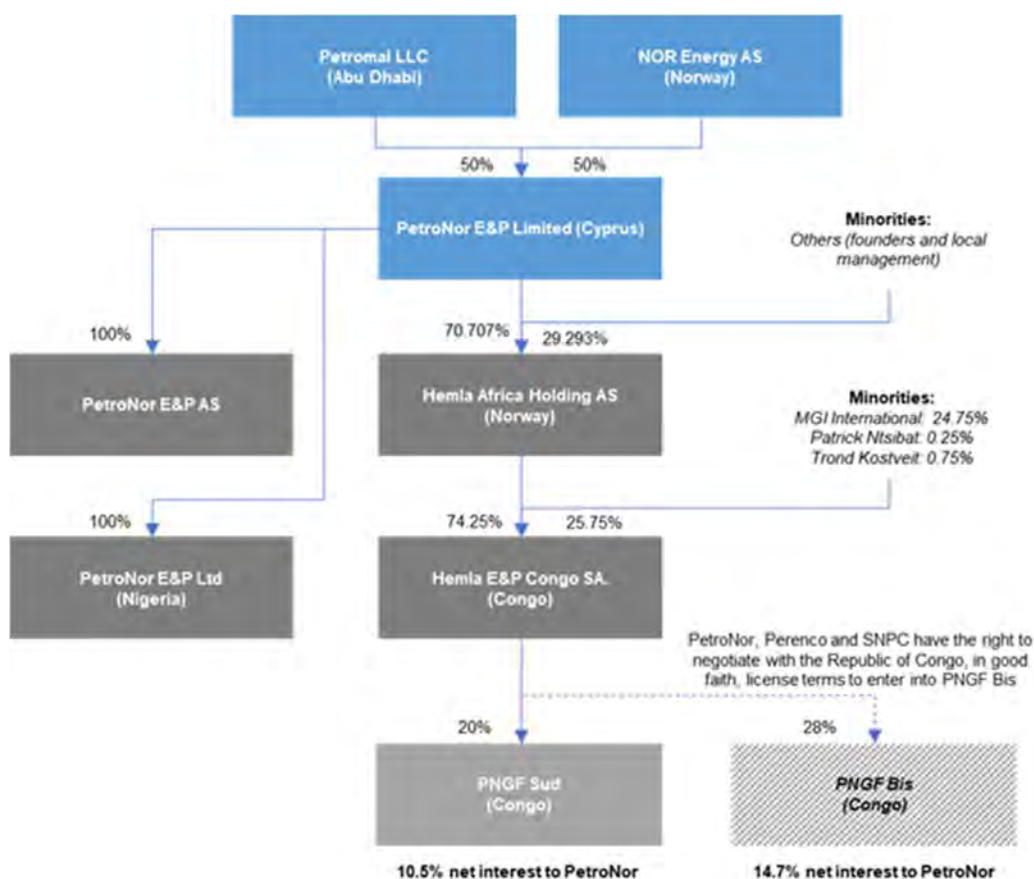 Petromal LLC
(Abu Dhabi)
NOR Energy AS
(Norway)
50%
50%
PetroNor E&P Limited (Cyprus)
Minorities:
Others (founders and local
management)
100%
70.707%
29.293%
PetroNor E&P AS
Hemla Africa Holding AS
(Norway)
Minorities:
MGI International: 24.75%
Patrick Ntsibat: 0.25%
Trond Kostveit: 0.75%
100%
74.25%
25.75%
PetroNor E&P Ltd
(Nigeria)
Hemla E&P Congo SA.
(Congo)
PetroNor, Perenco and SNPC have the right to
negotiate with the Republic of Congo, in good
faith, license terms to enter into PNGF Bis
20%
28%
PNGF Sud
(Congo)
PNGF Bis
(Congo)
10.5% net interest to PetroNor
14.7% net interest to PetroNor